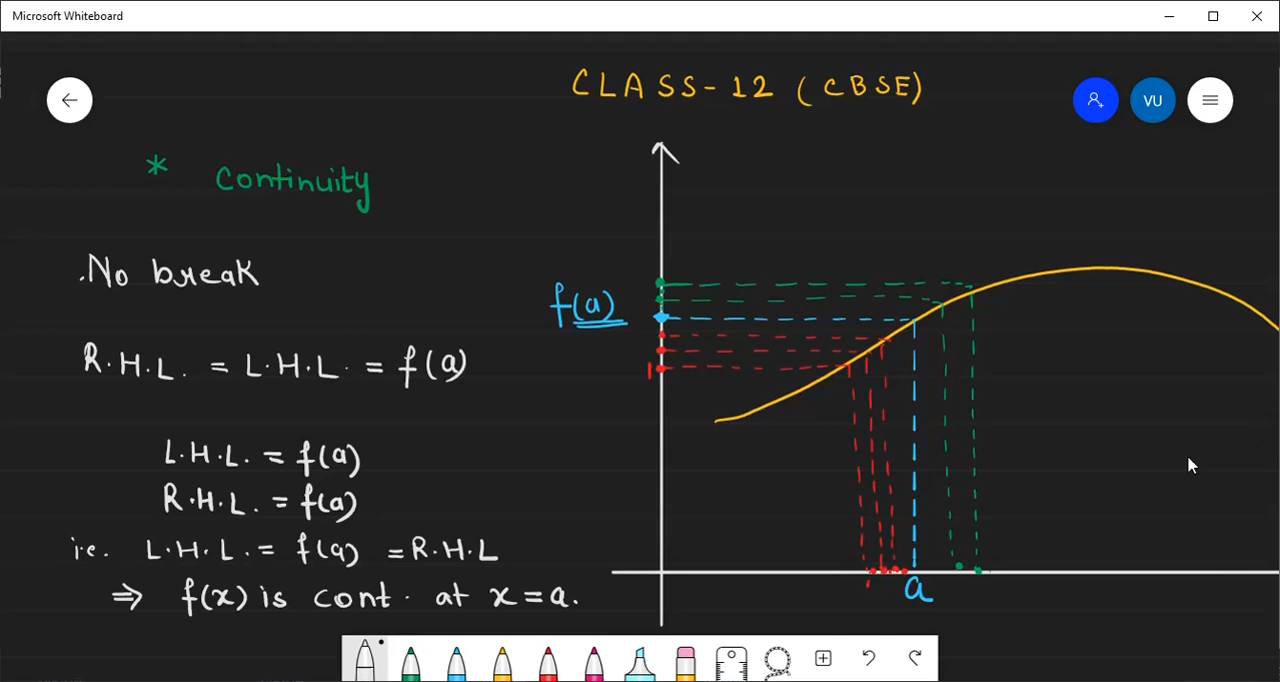 Microsoft Whiteboard
CLASS-12 (CBSE)
VU
* Continuity
.No break
R.H.L. = L.H.L. = f(a)
L.H.L. = f(a)
R.H.L. = f(a)
i.e. L.H.L. = f(a) = R.H.L
⇒ f(x) is cont. at x = a.
f(a)
a